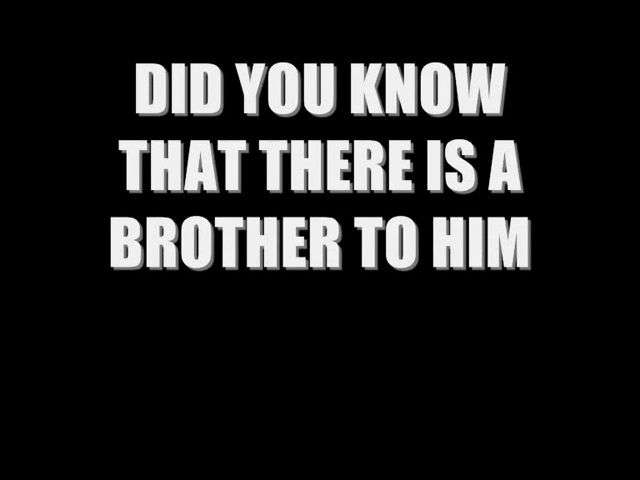 DID YOU KNOW
THAT THERE IS A
BROTHER TO HIM